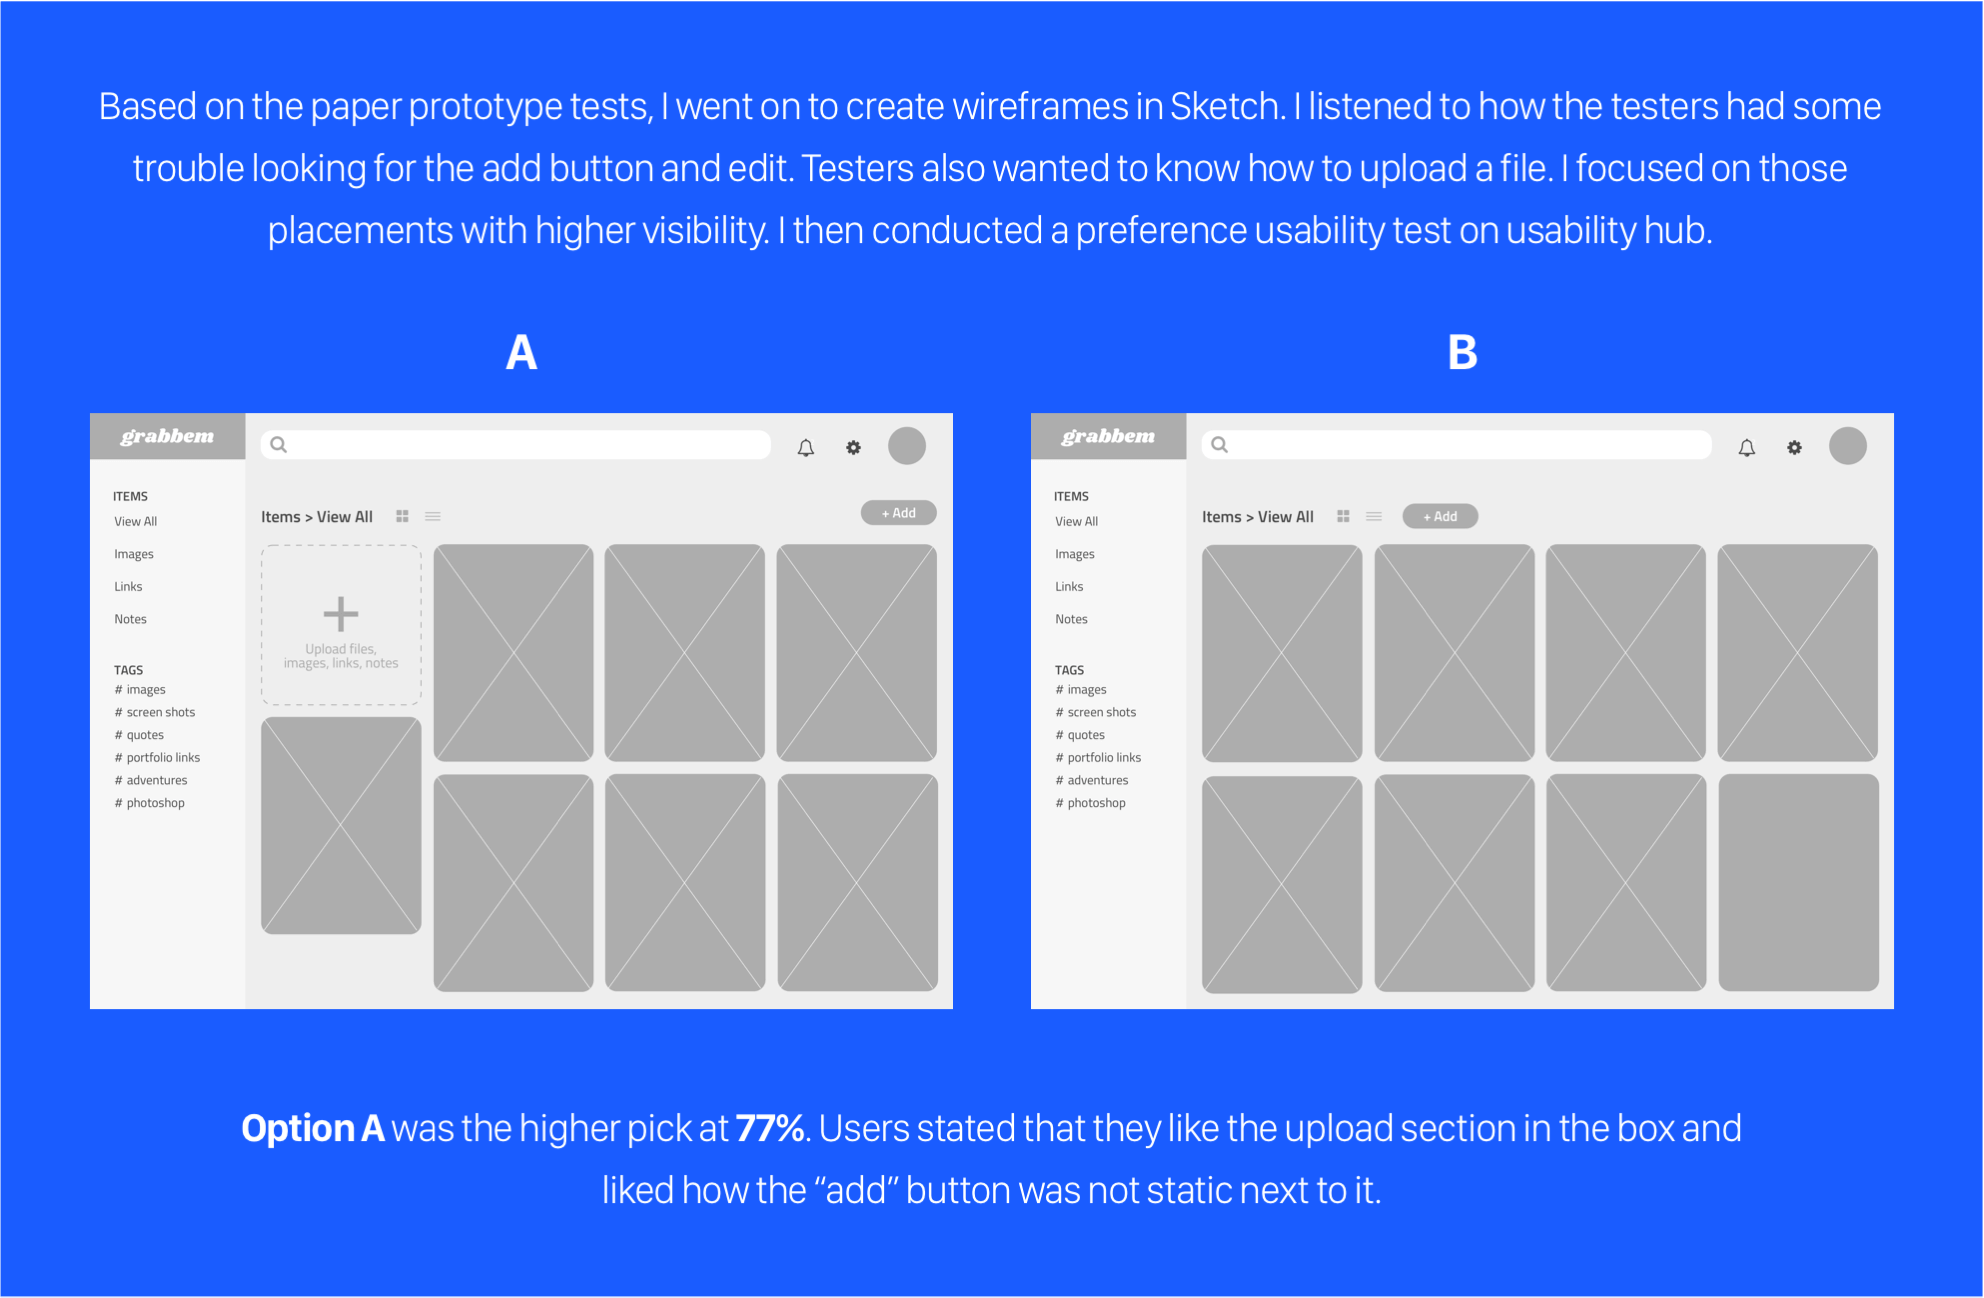 Based on the paper prototype tests, I went on to create wireframes in Sketch. I listened to how the testers had some
trouble looking for the add button and edit. Testers also wanted to know how to upload a file. I focused on those
placements with higher visibility. I then conducted a preference usability test on usability hub.
A
grabbem
ITEMS
View All
Images
Links
Notes
TAGS
# images
# screen shots
# quotes
# portfolio links
# adventures
# photoshop
Items > View All
+ Add
Upload files,
images, links, notes
B
grabbem
ITEMS
View All
Images
Links
Notes
TAGS
# images
# screen shots
# quotes
# portfolio links
# adventures
# photoshop
Items > View All
+ Add
Option A was the higher pick at 77%. Users stated that they like the upload section in the box and
liked how the “add” button was not static next to it.